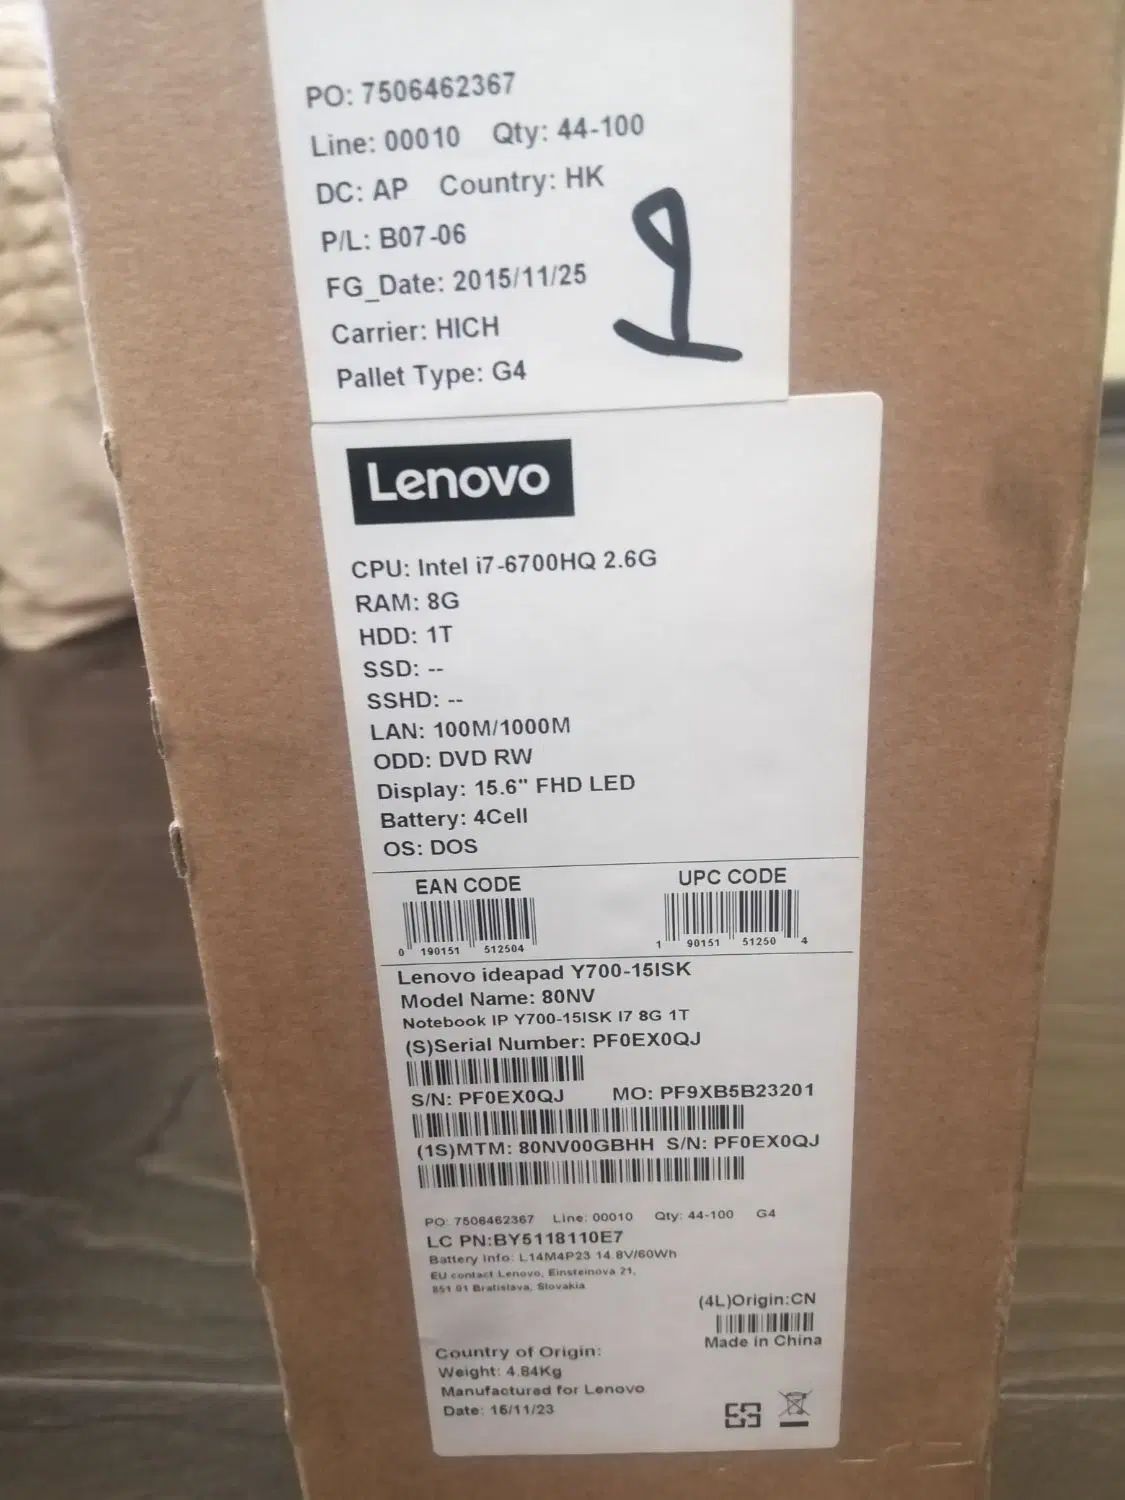 PO: 7506462367
Line: 00010 Qty: 44-100
DC: AP Country: HK
P/L: B07-06
FG_Date: 2015/11/25
Carrier: HICH
Pallet Type: G4
Lenovo
CPU: Intel i7-6700HQ 2.6G
RAM: 8G
HDD: 1T
SSD: --
SSHD: --
LAN: 100M/1000M
ODD: DVD RW
Display: 15.6" FHD LED
Battery: 4Cell
OS: DOS
EAN CODE UPC CODE
0 190151 512504 1 90151 51250 4
Lenovo ideapad Y700-15ISK
Model Name: 80NV
Notebook IP Y700-15ISK I7 8G 1T
(S)Serial Number: PF0EX0QJ
S/N: PF0EX0QJ MO: PF9XB5B23201
(1S)MTM: 80NV00GBHH S/N: PF0EX0QJ
PO: 7506462367 Line: 00010 Qty: 44-100 G4
LC PN:BY5118110E7
Battery Info: L14M4P23 14.8V/60Wh
EU contact Lenovo, Einsteinova 21,
851 01 Bratislava, Slovakia
(4L)Origin:CN
Made in China
Country of Origin:
Weight: 4.84Kg
Manufactured for Lenovo
Date: 15/11/23